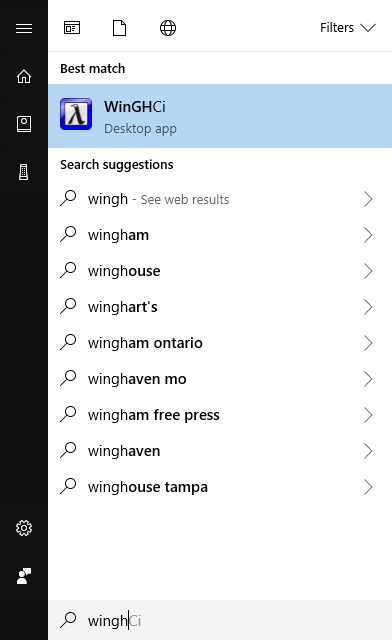 Filters
Best match
WinGHCi
Desktop app
Search suggestions
wingh - See web results
wingham
winghouse
winghart's
wingham ontario
winghaven mo
wingham free press
winghaven
winghouse tampa
winghCi